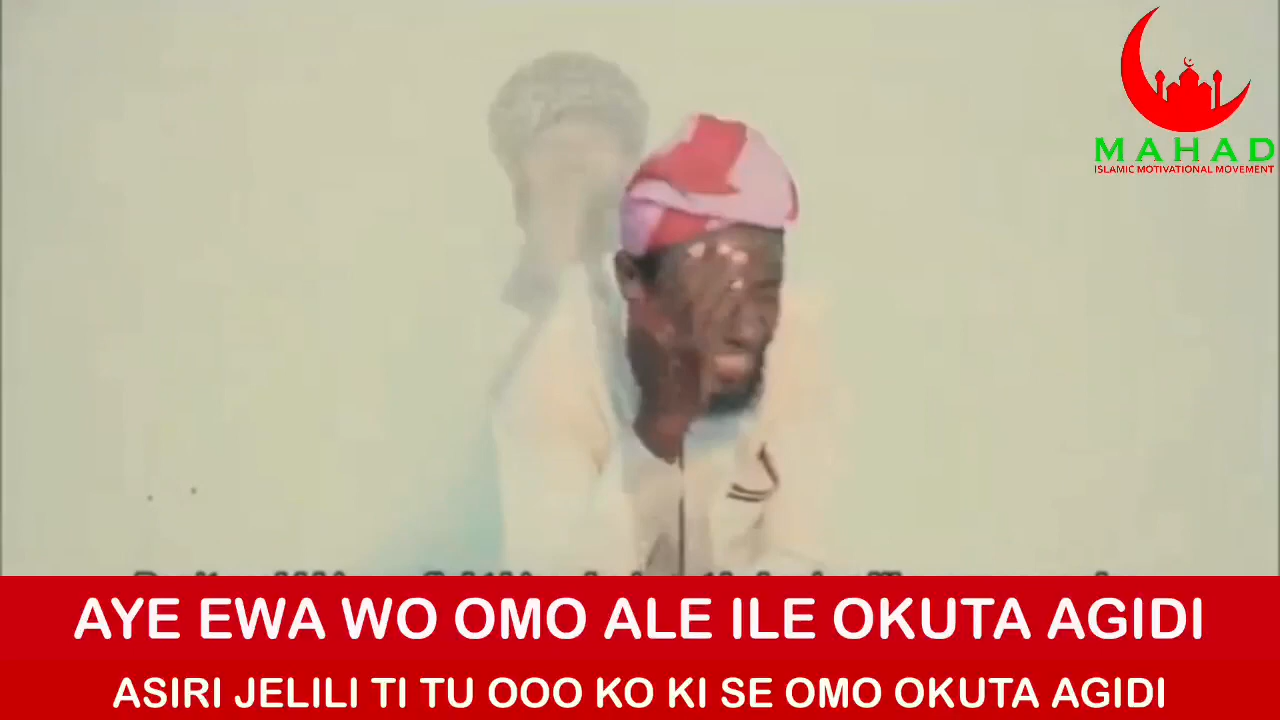 MAHAD
ISLAMIC MOTIVATIONAL MOVEMENT
AYE EWA WO OMO ALE ILE OKUTA AGIDI
ASIRI JELILI TI TU OOO KO KI SE OMO OKUTA AGIDI